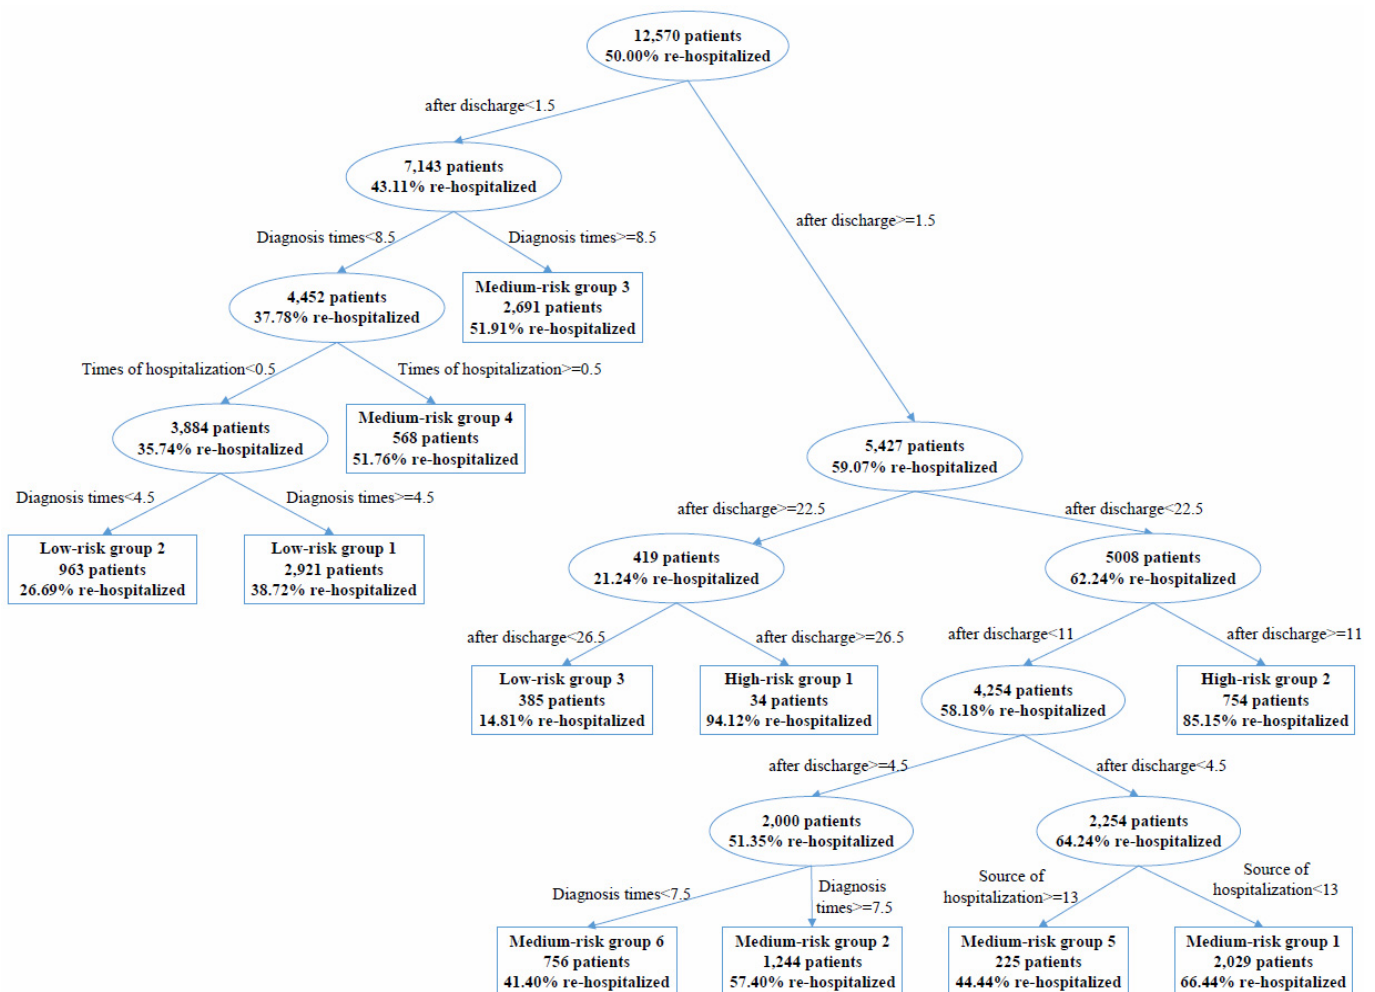 12,570 patients
50.00% re-hospitalized
after discharge<1.5
7,143 patients
43.11% re-hospitalized
after discharge>=1.5
Diagnosis times<8.5
Diagnosis times>=8.5
4,452 patients
37.78% re-hospitalized
Medium-risk group 3
2,691 patients
51.91% re-hospitalized
Times of hospitalization<0.5
Times of hospitalization>=0.5
3,884 patients
35.74% re-hospitalized
Medium-risk group 4
568 patients
51.76% re-hospitalized
5,427 patients
59.07% re-hospitalized
Diagnosis times<4.5
Diagnosis times>=4.5
after discharge>=22.5
after discharge<22.5
Low-risk group 2
963 patients
26.69% re-hospitalized
Low-risk group 1
2,921 patients
38.72% re-hospitalized
419 patients
21.24% re-hospitalized
5008 patients
62.24% re-hospitalized
after discharge<26.5
after discharge>=26.5
after discharge<11
after discharge>=11
Low-risk group 3
385 patients
14.81% re-hospitalized
High-risk group 1
34 patients
94.12% re-hospitalized
4,254 patients
58.18% re-hospitalized
High-risk group 2
754 patients
85.15% re-hospitalized
after discharge>=4.5
after discharge<4.5
2,000 patients
51.35% re-hospitalized
2,254 patients
64.24% re-hospitalized
Diagnosis times<7.5
Diagnosis
times>=7.5
Source of
hospitalization>=13
Source of
hospitalization<13
Medium-risk group 6
756 patients
41.40% re-hospitalized
Medium-risk group 2
1,244 patients
57.40% re-hospitalized
Medium-risk group 5
225 patients
44.44% re-hospitalized
Medium-risk group 1
2,029 patients
66.44% re-hospitalized